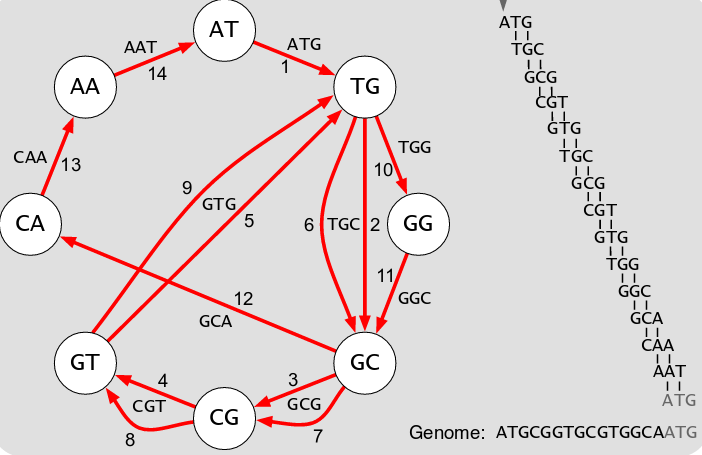 AT
AAT
14
ATG
1
AA
TG
CAA
13
TGG
10
9
GTG
5
6
TGC
2
CA
GG
11
GGC
12
GCA
GT
GC
4
CGT
8
3
GCG
7
CG
ATG
TGC
GCG
CGT
GTG
TGC
GCG
CGT
GTG
TGG
GGC
GCA
CAA
AAT
ATG
Genome: ATGCGGTGCGTGGCAATG